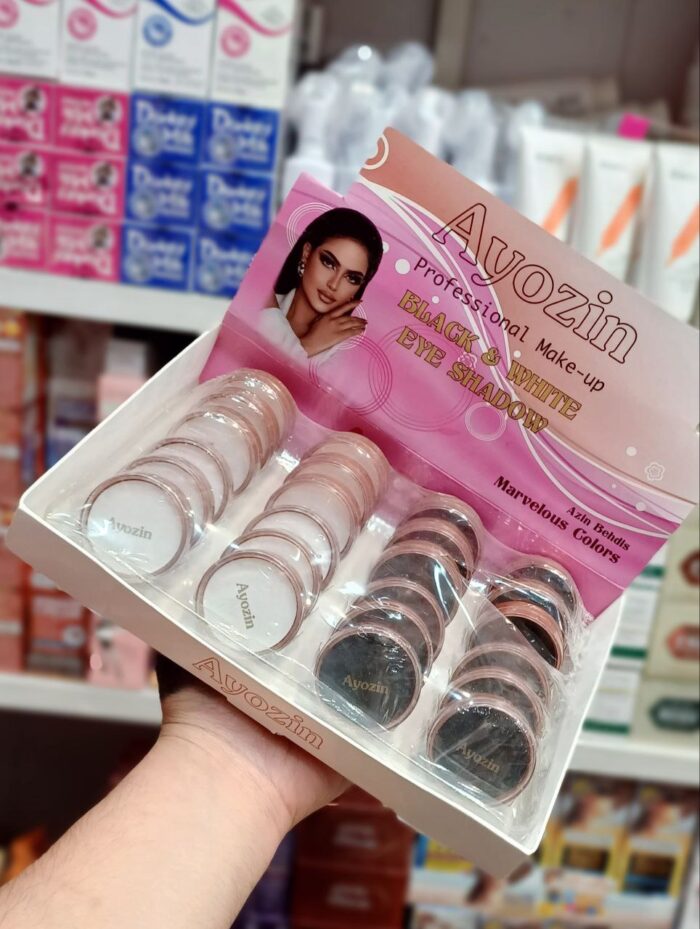 Ayozin
Professional Make-up
BLACK & WHITE
EYE SHADOW
Azin Behdis
Marvelous Colors
Ayozin
Ayozin
Ayozin
Ayozin
Ayozin